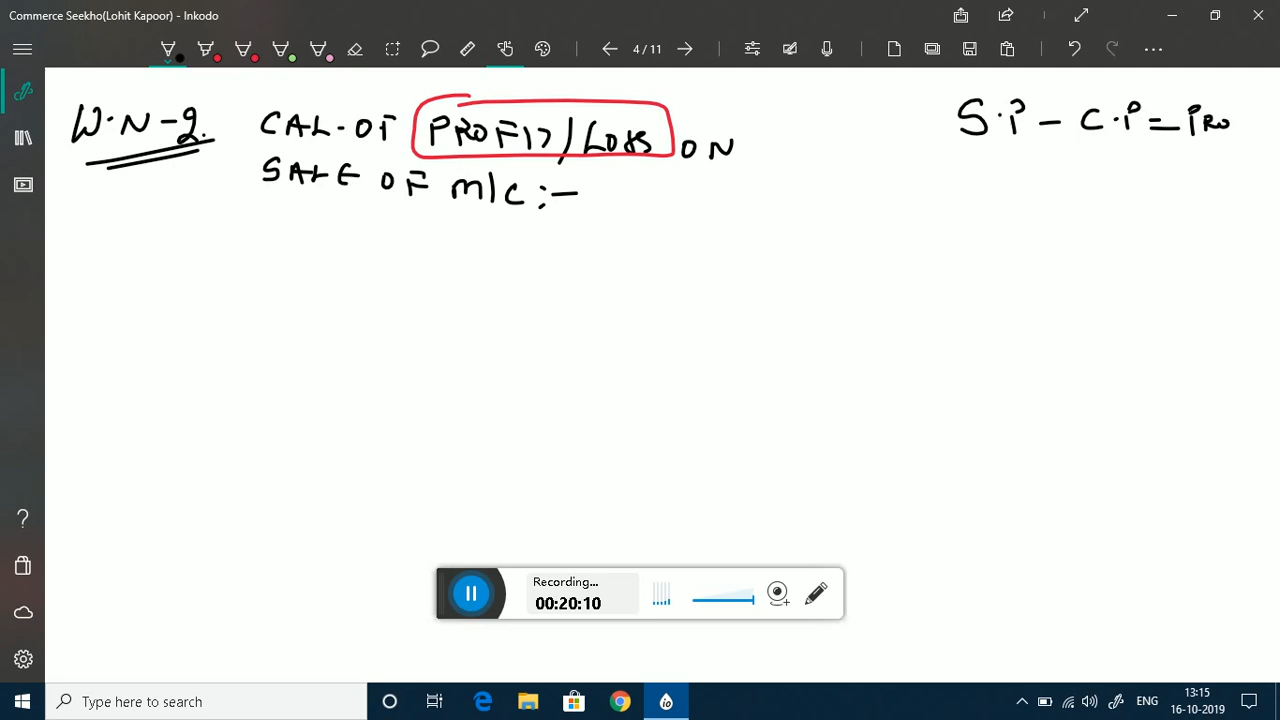 Commerce Seekho(Lohit Kapoor) - Inkodo
4/11
W.N-2. CAL.OF PROFIT/LOSS ON
SALE OF m/c :-
S.P - C.P = PRO
Recording...
00:20:10
Type here to search
ENG
13:15
16-10-2019